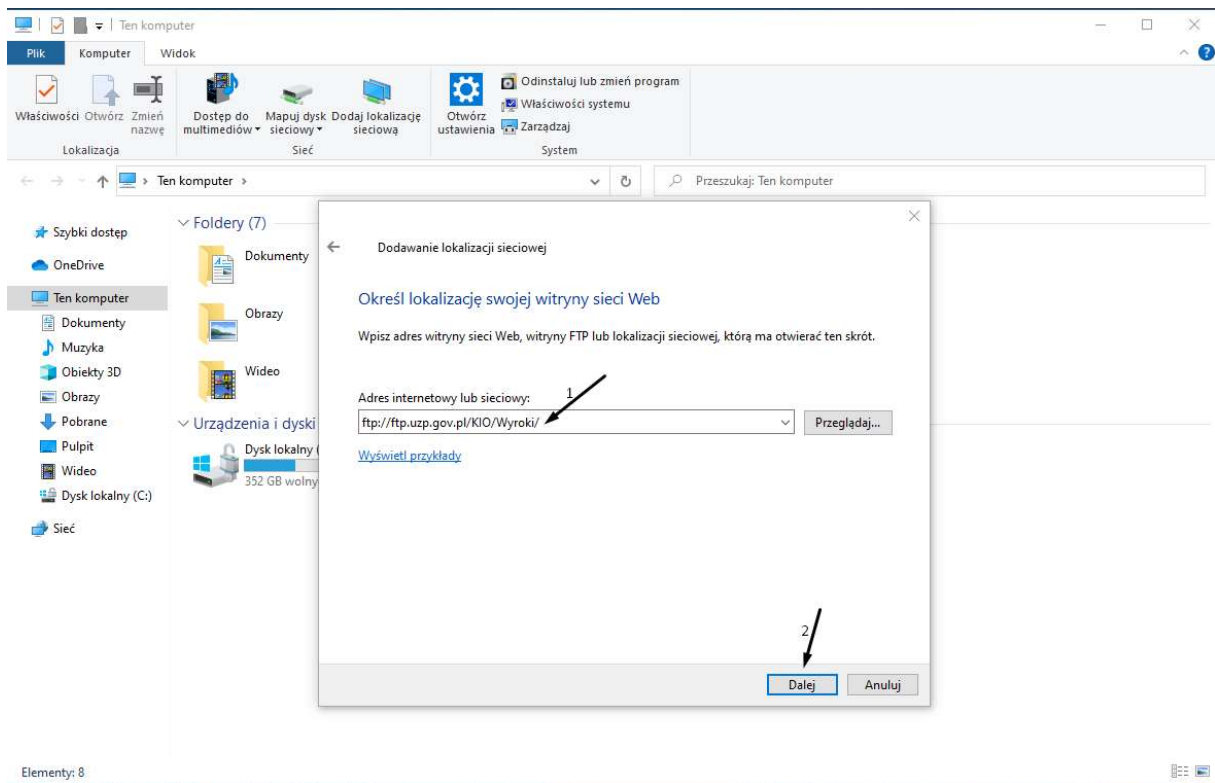 Ten komputer
Plik Komputer Widok
Właściwości Otwórz Zmień nazwę
Lokalizacja
Dostęp do multimediów Mapuj dysk sieciowy Dodaj lokalizację sieciową
Sieć
Otwórz ustawienia
Odinstaluj lub zmień program
Właściwości systemu
Zarządzaj
System
Ten komputer
Przeszukaj: Ten komputer
Szybki dostęp
OneDrive
Ten komputer
Dokumenty
Muzyka
Obiekty 3D
Obrazy
Pobrane
Pulpit
Wideo
Dysk lokalny (C:)
Sieć
Foldery (7)
Dokumenty
Obrazy
Wideo
Urządzenia i dyski
Dysk lokalny (
352 GB wolny
Dodawanie lokalizacji sieciowej
Określ lokalizację swojej witryny sieci Web
Wpisz adres witryny sieci Web, witryny FTP lub lokalizacji sieciowej, którą ma otwierać ten skrót.
1
Adres internetowy lub sieciowy:
ftp://ftp.uzp.gov.pl/KIO/Wyroki/
Przeglądaj...
Wyświetl przykłady
2
Dalej Anuluj
Elementy: 8